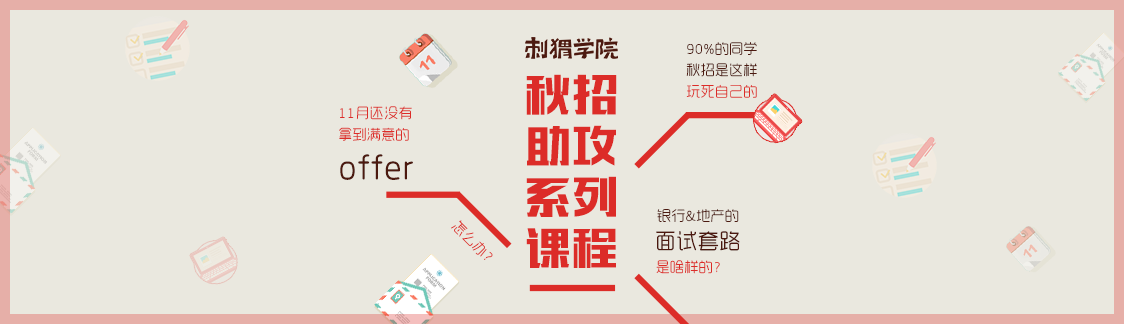 刺猬学院
秋招
助攻
系列
课程
11月还没有
拿到满意的
offer
怎么办?
90%的同学
秋招是这样
玩死自己的
银行&地产的
面试套路
是啥样的?
11
11